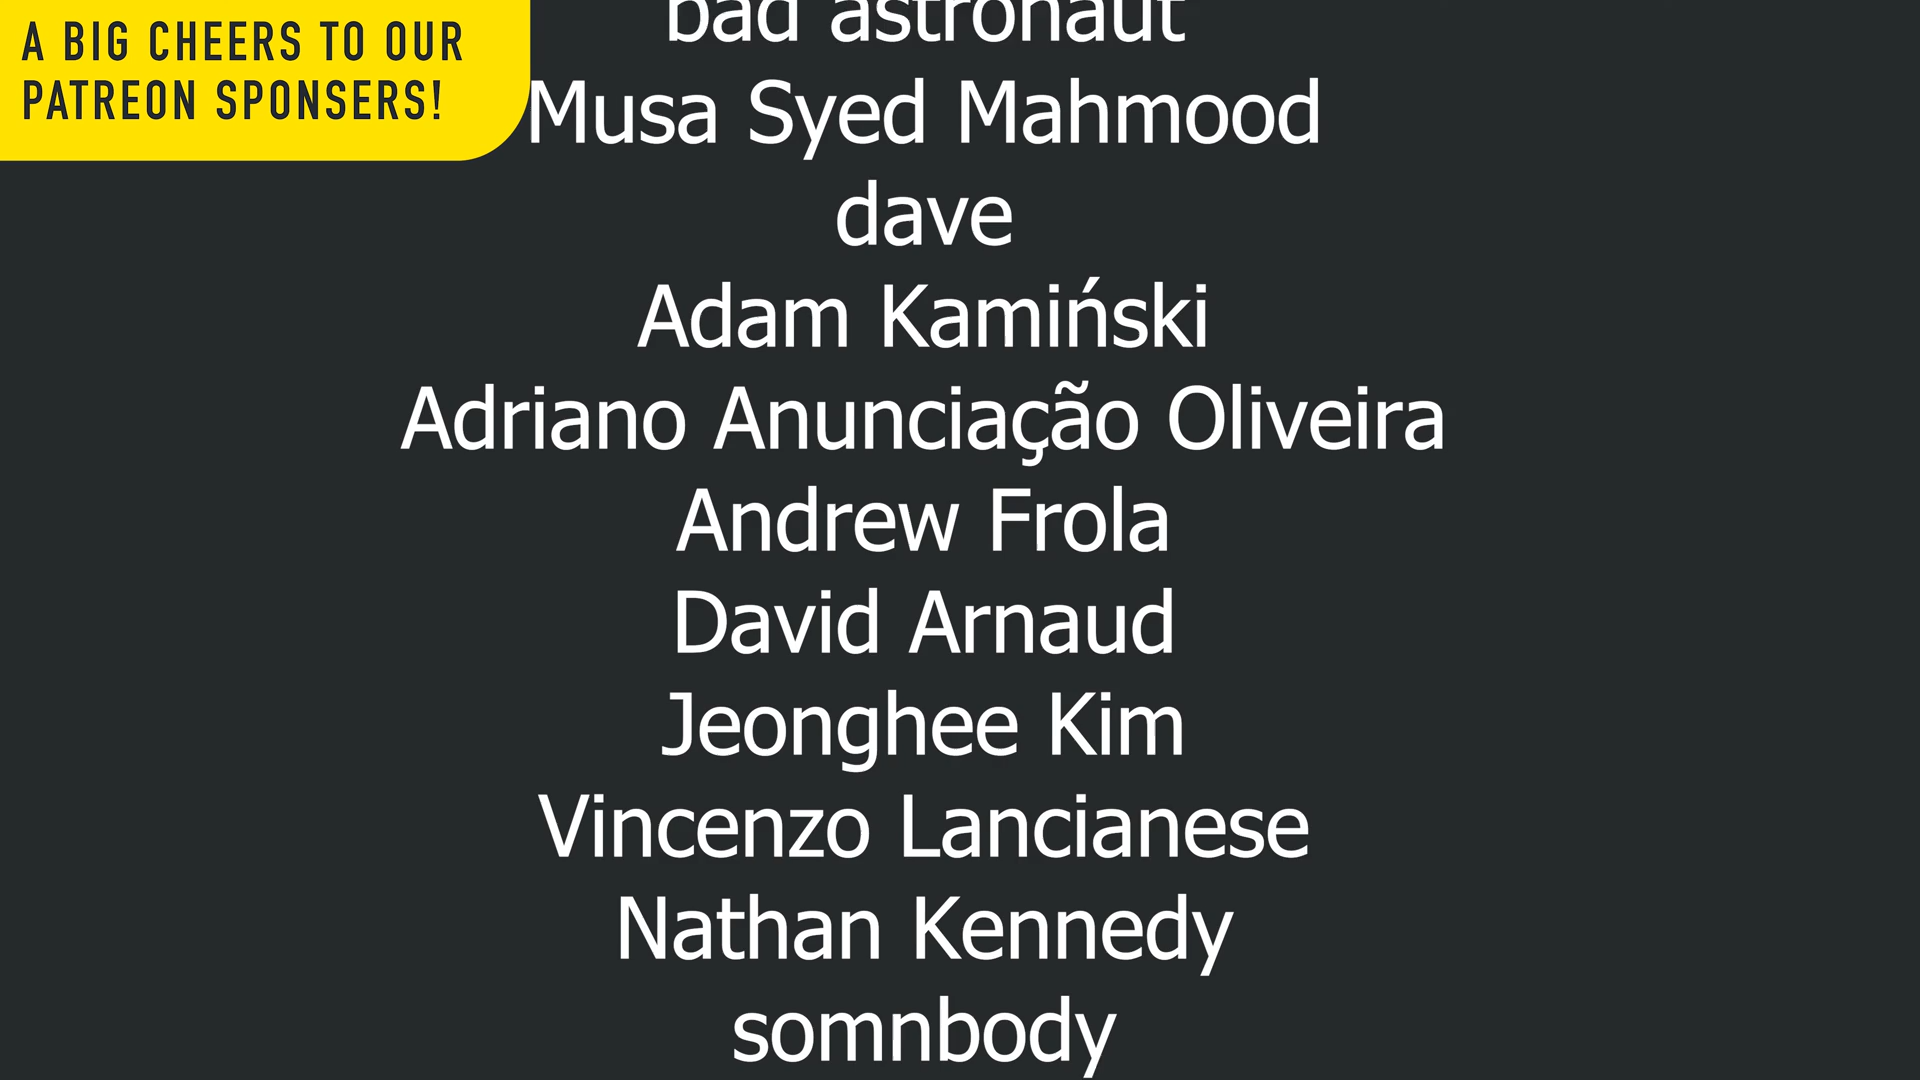 A BIG CHEERS TO OUR
PATREON SPONSERS!
bad astronaut
Musa Syed Mahmood
dave
Adam Kamiński
Adriano Anunciação Oliveira
Andrew Frola
David Arnaud
Jeonghee Kim
Vincenzo Lancianese
Nathan Kennedy
somnbody